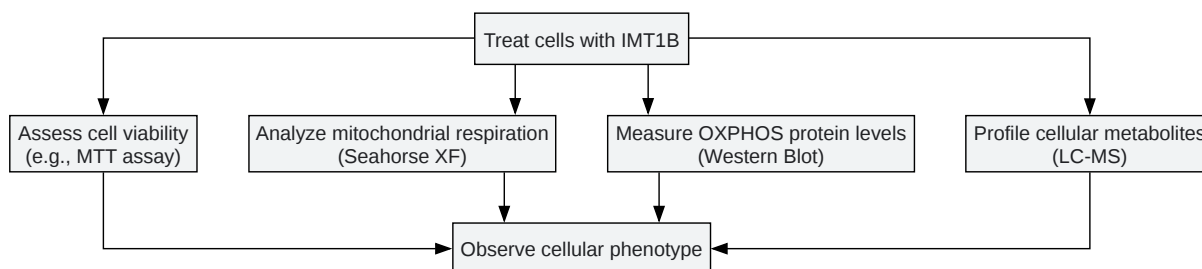 Treat cells with IMT1B
Assess cell viability
(e.g., MTT assay)
Analyze mitochondrial respiration
(Seahorse XF)
Measure OXPHOS protein levels
(Western Blot)
Profile cellular metabolites
(LC-MS)
Observe cellular phenotype